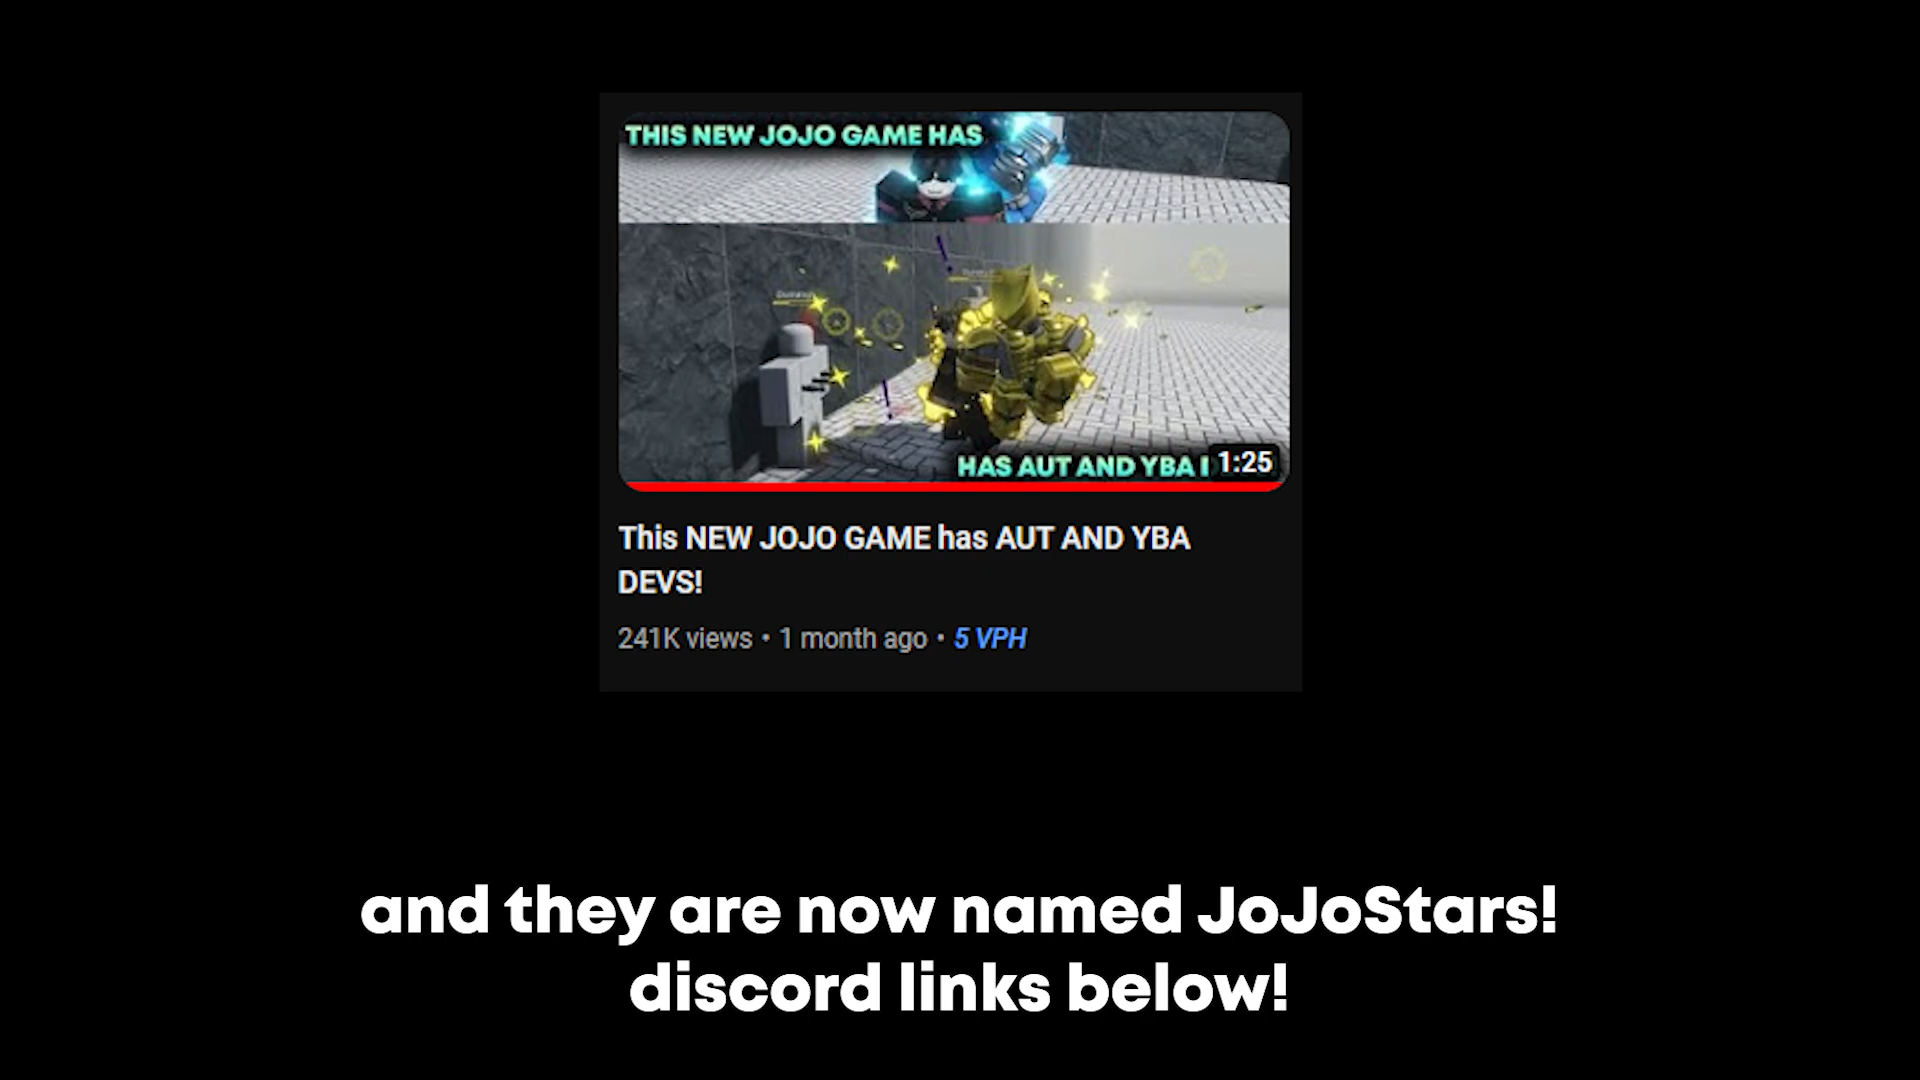 THIS NEW JOJO GAME HAS
HAS AUT AND YBA
1:25
This NEW JOJO GAME has AUT AND YBA
DEVS!
241K views • 1 month ago • 5 VPH
and they are now named JoJoStars!
discord links below!